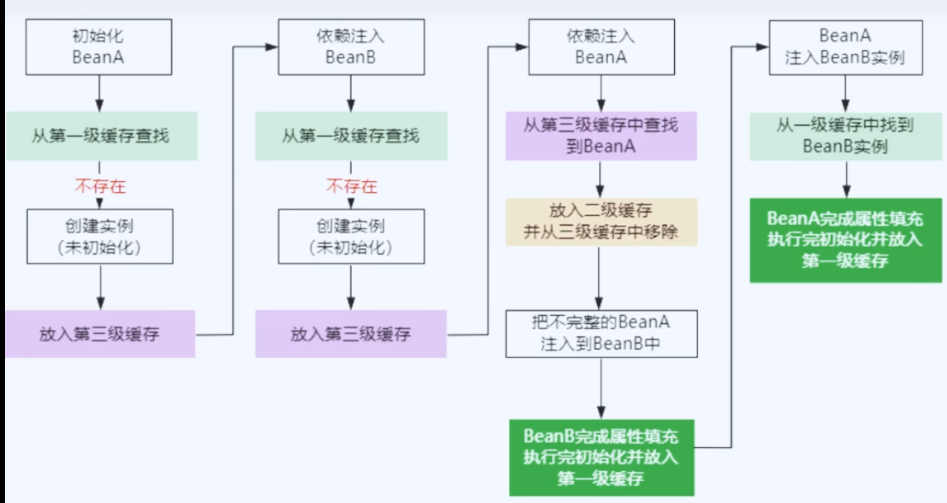 初始化
BeanA
从第一级缓存查找
不存在
创建实例
（未初始化）
放入第三级缓存
依赖注入
BeanB
从第一级缓存查找
不存在
创建实例
（未初始化）
放入第三级缓存
依赖注入
BeanA
从第三级缓存中查找
到BeanA
放入二级缓存
并从三级缓存中移除
把不完整的BeanA
注入到BeanB中
BeanB完成属性填充
执行完初始化并放入
第一级缓存
BeanA
注入BeanB实例
从一级缓存中找到
BeanB实例
BeanA完成属性填充
执行完初始化并放入
第一级缓存